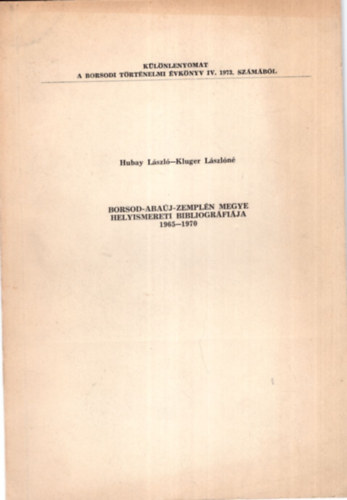 KÜLÖNLENYOMAT
A BORSODI TÖRTÉNELMI ÉVKÖNYV IV. 1973. SZÁMÁBÓL
Hubay László—Kluger Lászlóné
BORSOD-ABAÚJ-ZEMPLÉN MEGYE
HELYISMERETI BIBLIOGRÁFIÁJA
1965—1970